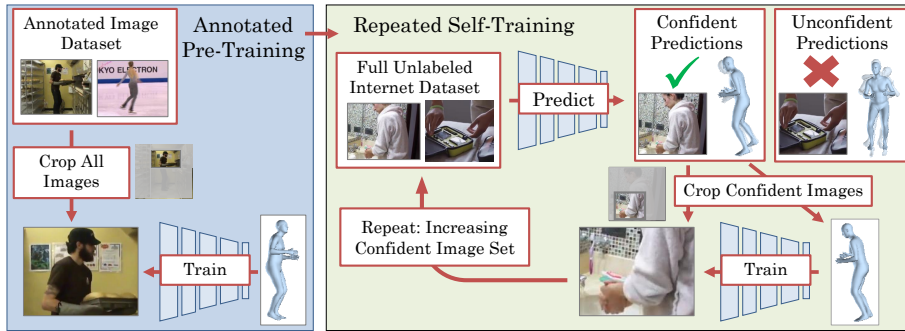 Annotated Image
Dataset
Annotated
Pre-Training
KYO ELECTRON
Crop All
Images
Train
Repeated Self-Training
Full Unlabeled
Internet Dataset
Predict
Confident
Predictions
Unconfident
Predictions
Crop Confident Images
Repeat: Increasing
Confident Image Set
Train